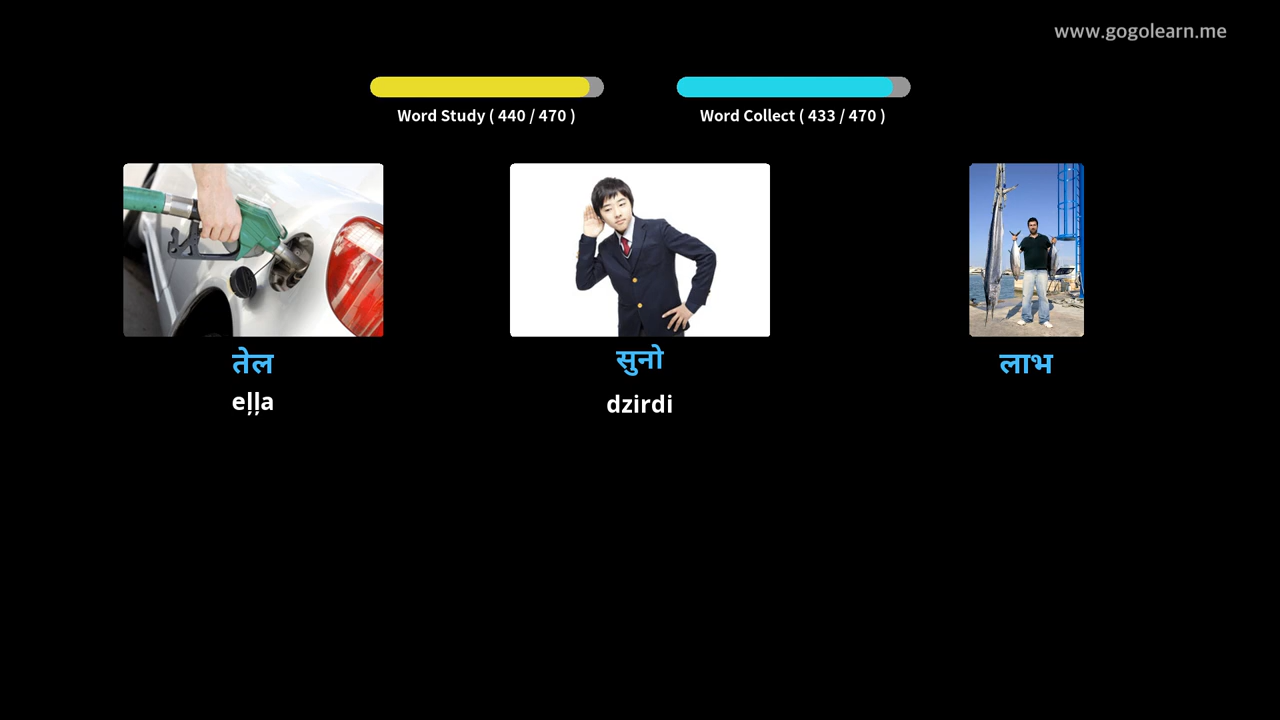 www.gogolearn.me
Word Study ( 440 / 470 )
Word Collect ( 433 / 470 )
तेल
सुनो
लाभ
eļļa
dzirdi